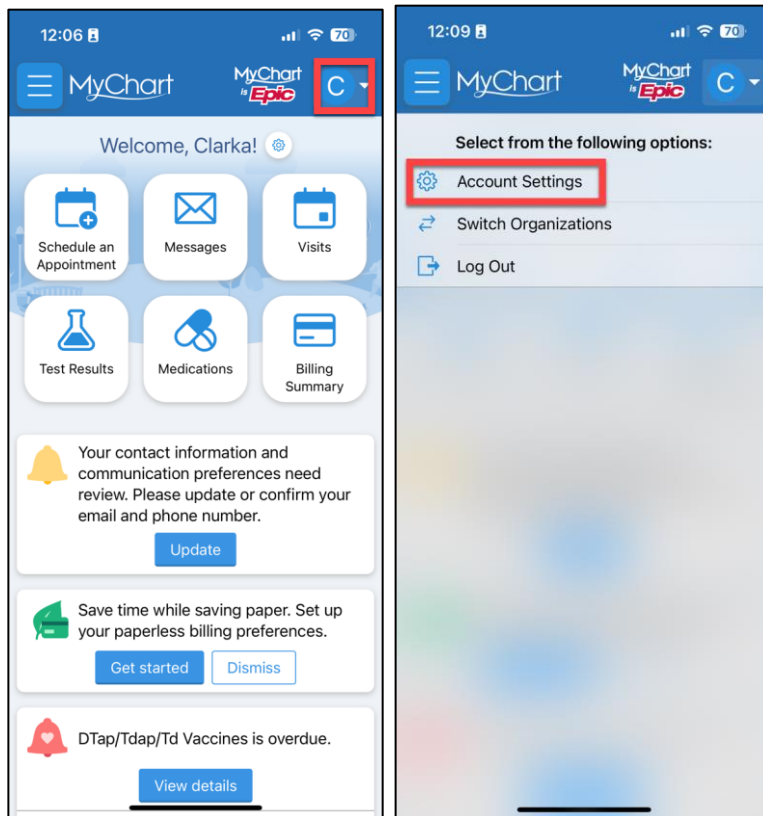 12:06
70
MyChart
MyChart
is Epic
C
Welcome, Clarka!
Schedule an
Appointment
Messages
Visits
Test Results
Medications
Billing
Summary
Your contact information and
communication preferences need
review. Please update or confirm your
email and phone number.
Update
Save time while saving paper. Set up
your paperless billing preferences.
Get started
Dismiss
DTap/Tdap/Td Vaccines is overdue.
View details
12:09
70
MyChart
MyChart
is Epic
C
Select from the following options:
Account Settings
Switch Organizations
Log Out